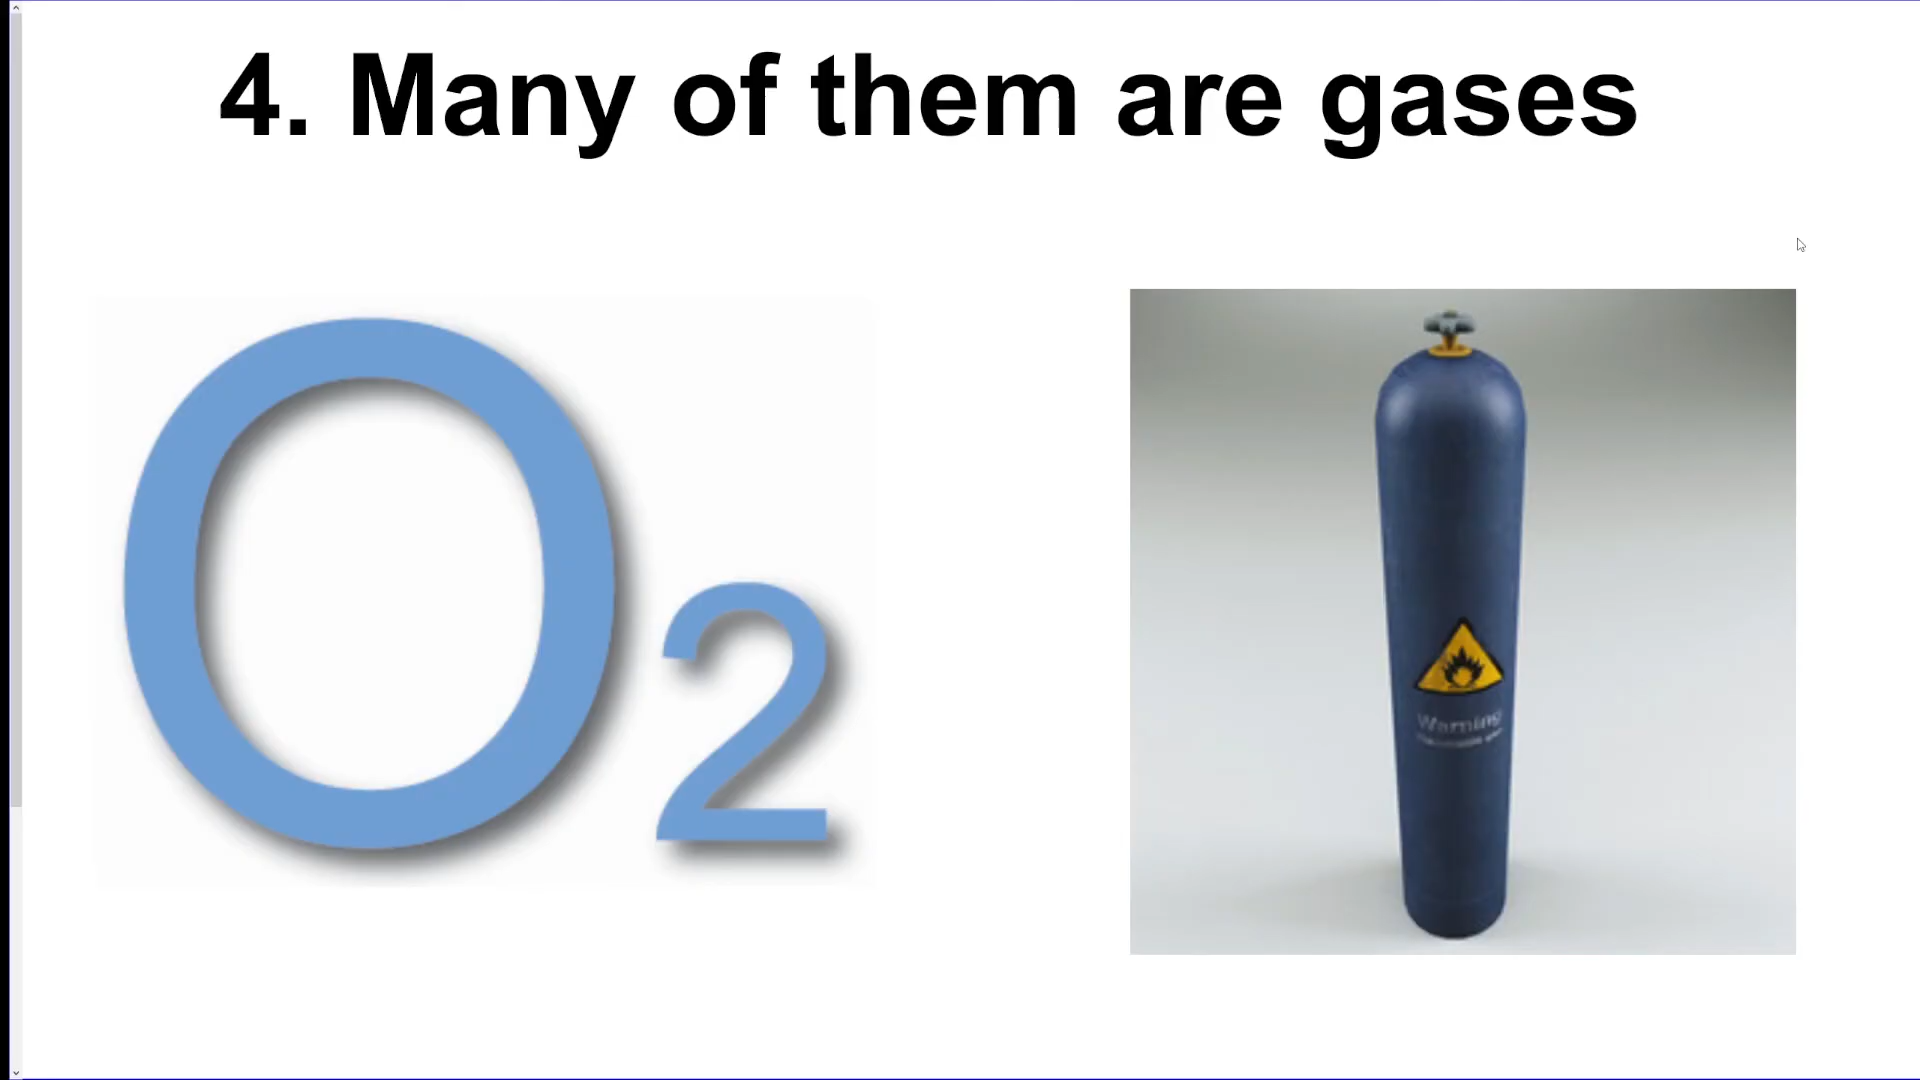 4. Many of them are gases
O2
Warning